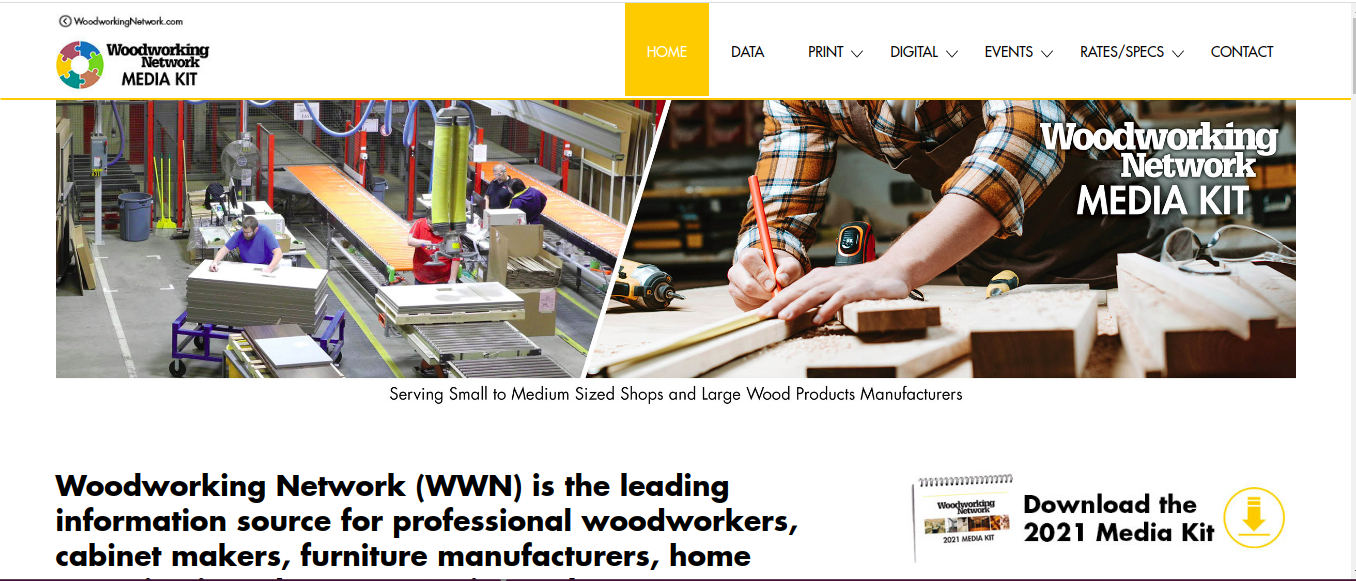 WoodworkingNetwork.com
Woodworking
Network
MEDIA KIT
HOME
DATA
PRINT
DIGITAL
EVENTS
RATES/SPECS
CONTACT
Woodworking
Network
MEDIA KIT
Serving Small to Medium Sized Shops and Large Wood Products Manufacturers
Woodworking Network (WWN) is the leading
information source for professional woodworkers,
cabinet makers, furniture manufacturers, home
Woodworking
Network
2021 MEDIA KIT
Download the
2021 Media Kit